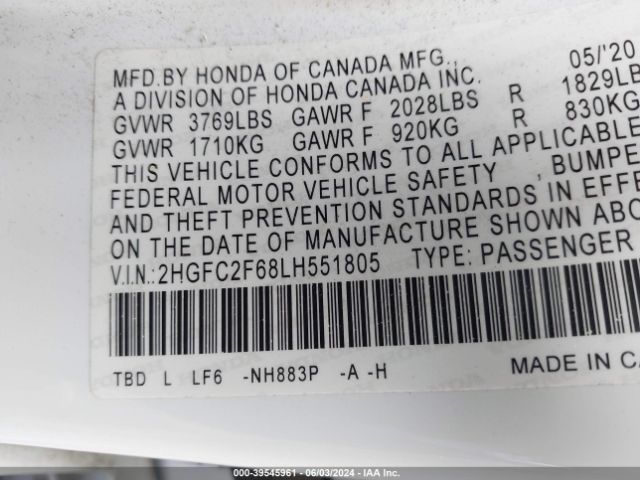 MFD.BY HONDA OF CANADA MFG., 05/'20
A DIVISION OF HONDA CANADA INC.
GVWR 3769LBS GAWR F 2028LBS R 1829LB
GVWR 1710KG GAWR F 920KG R 830KG
THIS VEHICLE CONFORMS TO ALL APPLICABLE
FEDERAL MOTOR VEHICLE SAFETY , BUMPE
AND THEFT PREVENTION STANDARDS IN EFFE
ON THE DATE OF MANUFACTURE SHOWN ABO
V.I.N.: 2HGFC2F68LH551805 TYPE: PASSENGER
TBD L LF6 -NH883P -A -H MADE IN CA
000-39545961 - 06/03/2024 - IAAI.COM